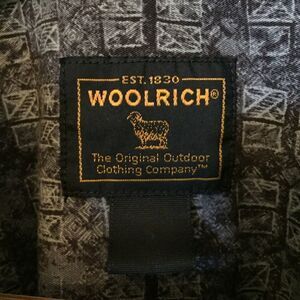 EST. 1830
WOOLRICH®
The Original Outdoor
Clothing Company™